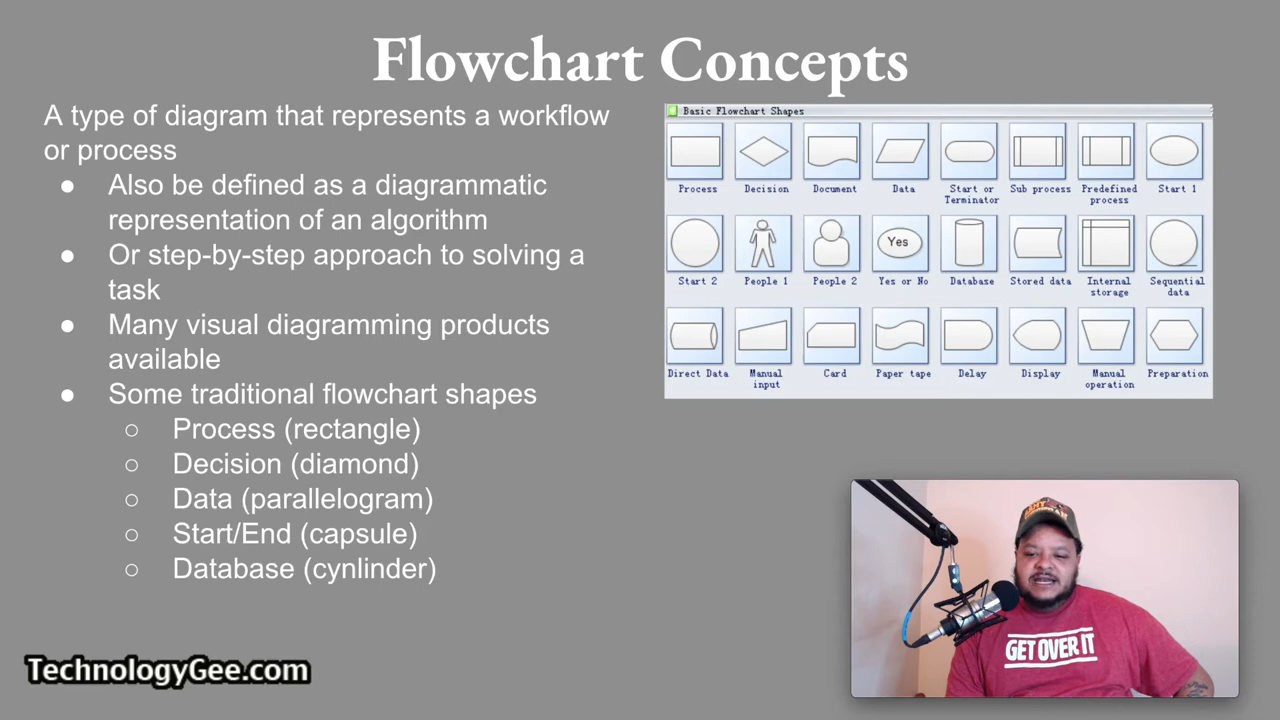 Flowchart Concepts
A type of diagram that represents a workflow
or process
● Also be defined as a diagrammatic
representation of an algorithm
● Or step-by-step approach to solving a
task
● Many visual diagramming products
available
● Some traditional flowchart shapes
○ Process (rectangle)
○ Decision (diamond)
○ Data (parallelogram)
○ Start/End (capsule)
○ Database (cynlinder)
Basic Flowchart Shapes
Process Decision Document Data Start or Sub process Predefined Start 1
Terminator process
Yes
Start 2 People 1 People 2 Yes or No Database Stored data Internal Sequential
storage data
Direct Data Manual Card Paper tape Delay Display Manual Preparation
input operation
GET OVER IT
TechnologyGee.com